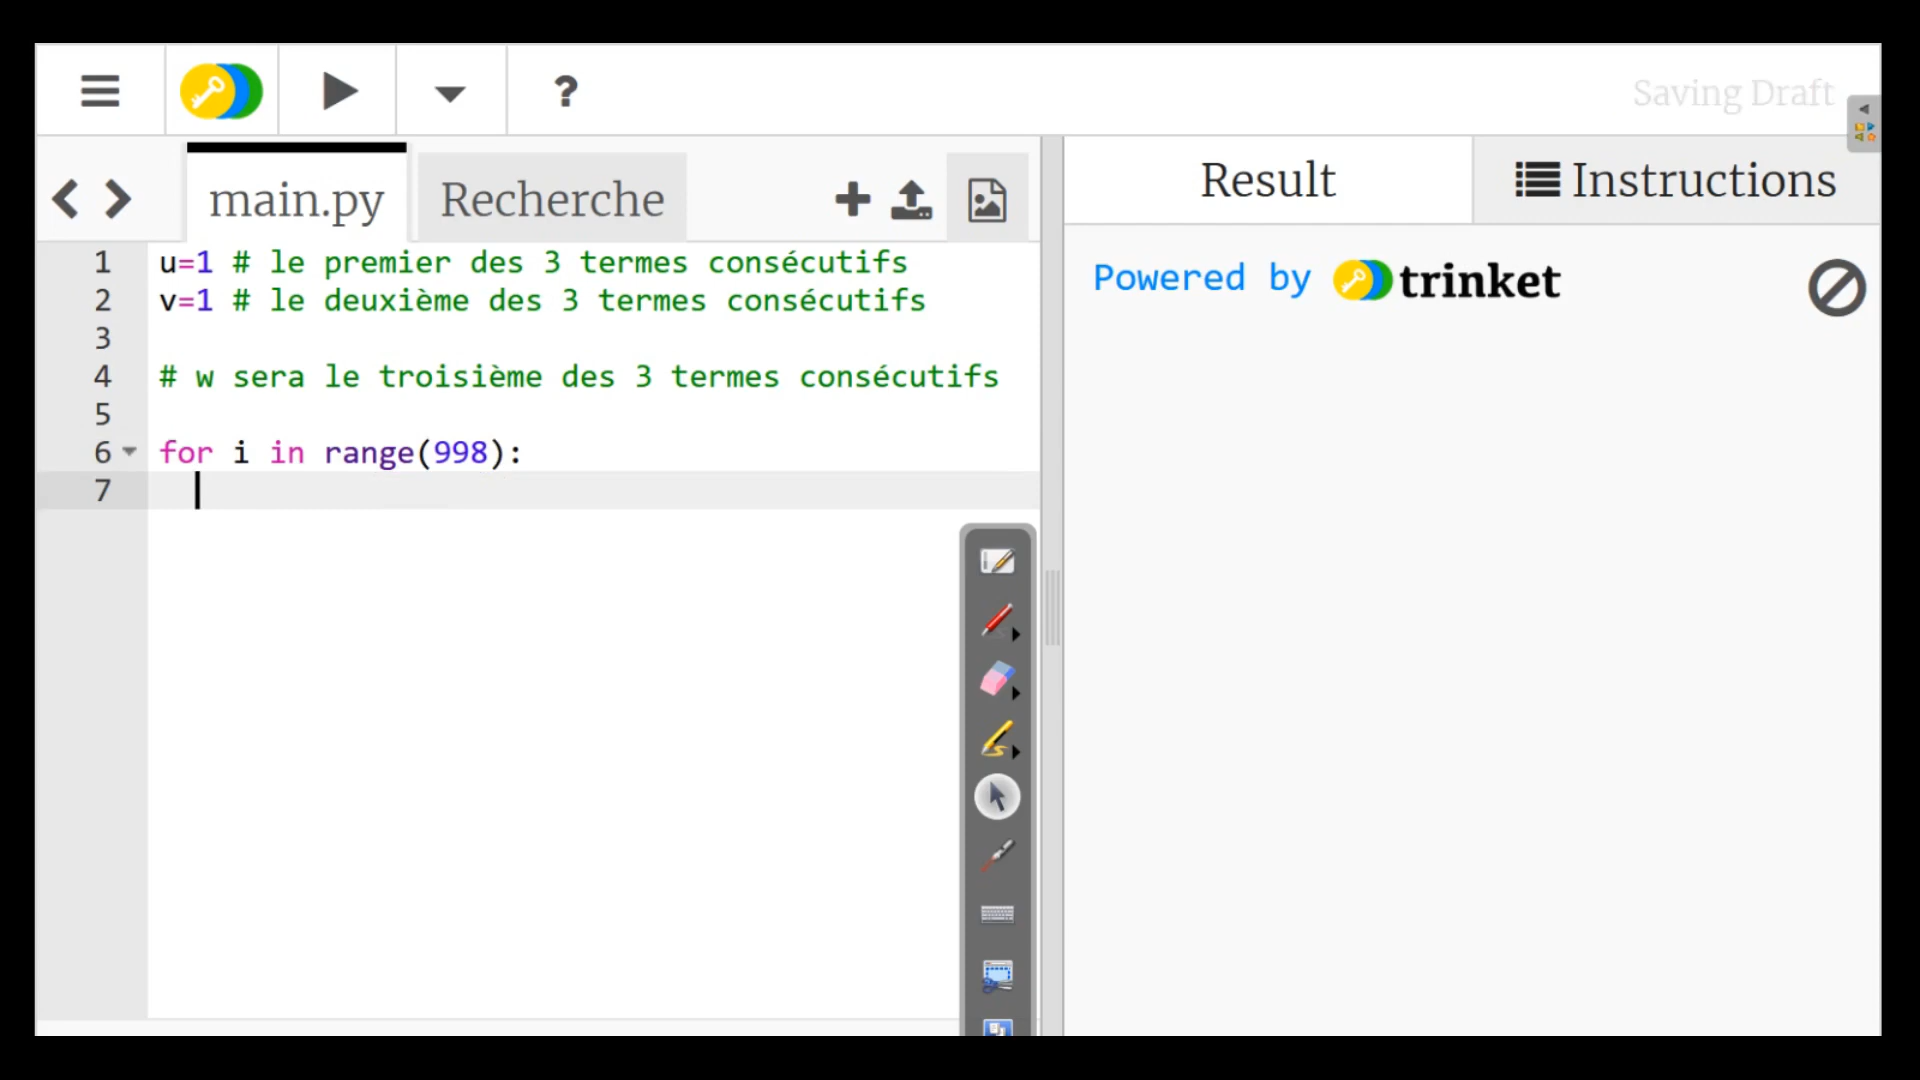 ?
Saving Draft
main.py
Recherche
Result
Instructions
1 u=1 # le premier des 3 termes consécutifs
2 v=1 # le deuxième des 3 termes consécutifs
3
4 # w sera le troisième des 3 termes consécutifs
5
6 for i in range(998):
7
Powered by trinket